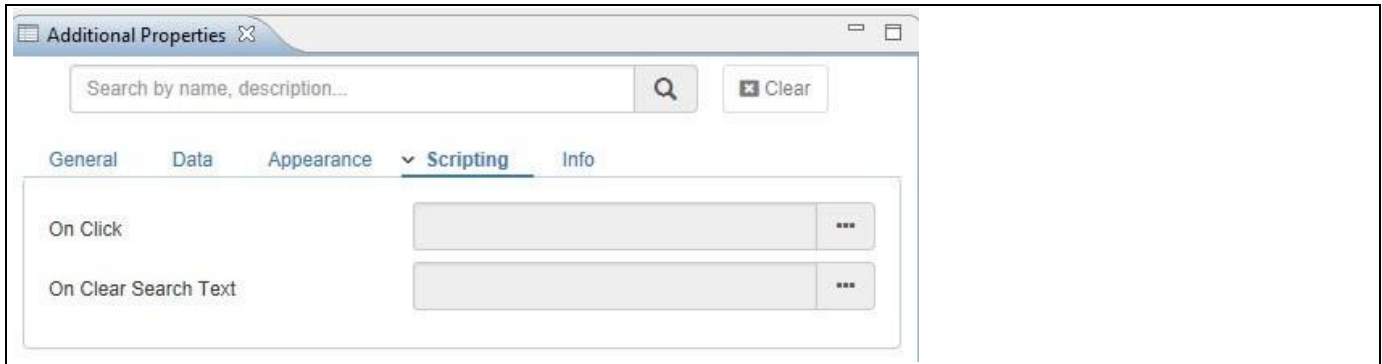 Additional Properties
Search by name, description...
Clear
General Data Appearance Scripting Info
On Click
On Clear Search Text